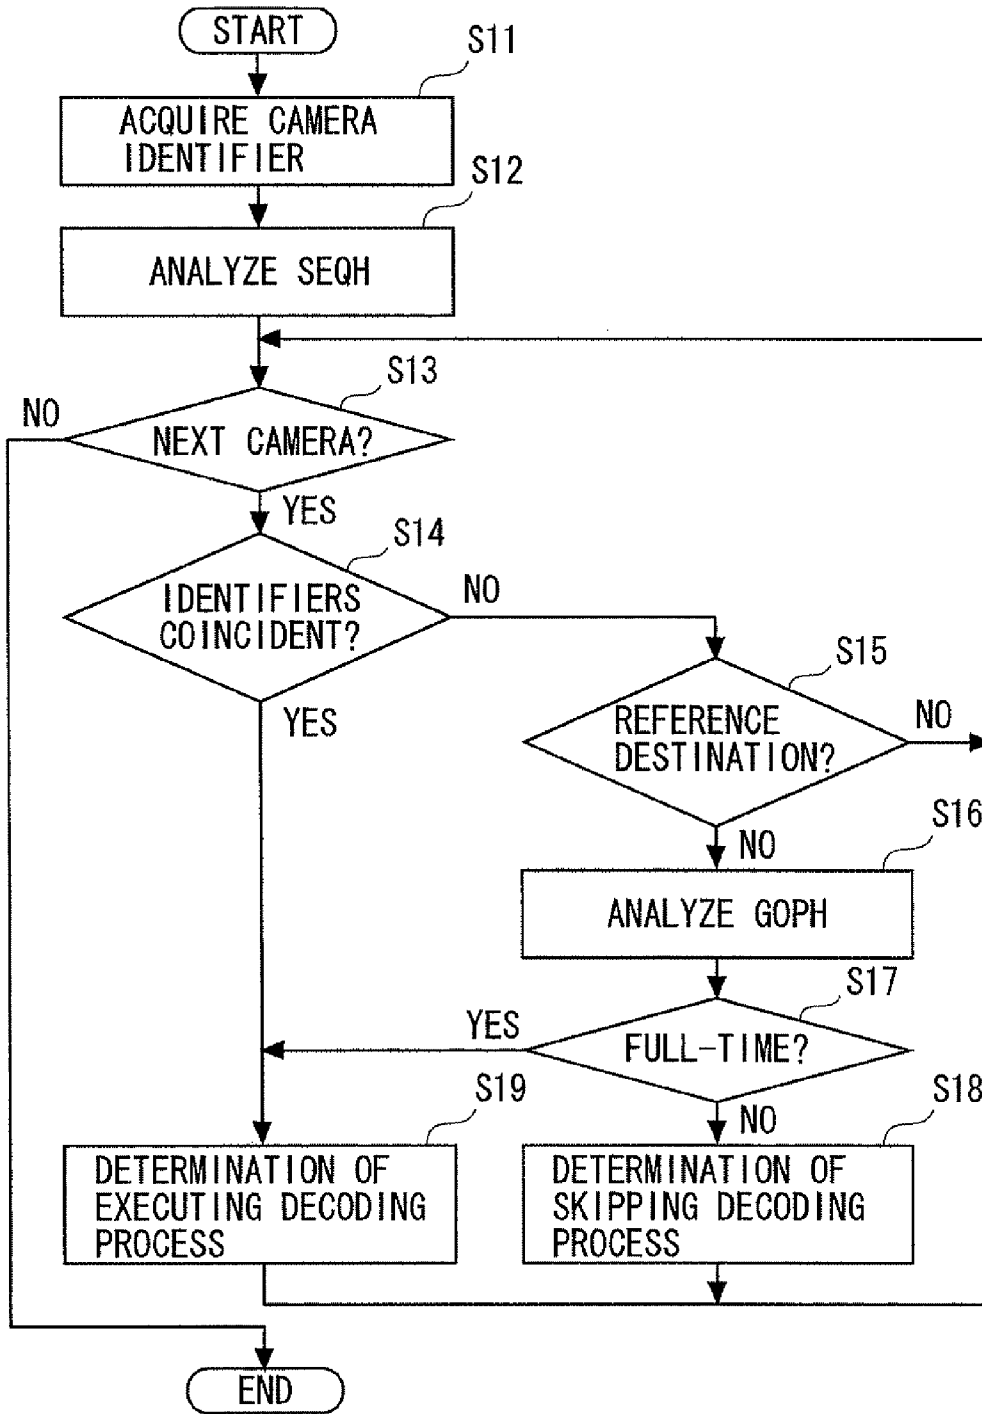 START
S11
ACQUIRE CAMERA
IDENTIFIER
S12
ANALYZE SEQH
S13
NO
NEXT CAMERA?
YES
S14
IDENTIFIERS
COINCIDENT?
NO
YES
S15
REFERENCE
DESTINATION?
NO
NO
S16
ANALYZE GOPH
S17
FULL-TIME?
YES
NO
S19
DETERMINATION OF
EXECUTING DECODING
PROCESS
S18
DETERMINATION OF
SKIPPING DECODING
PROCESS
END